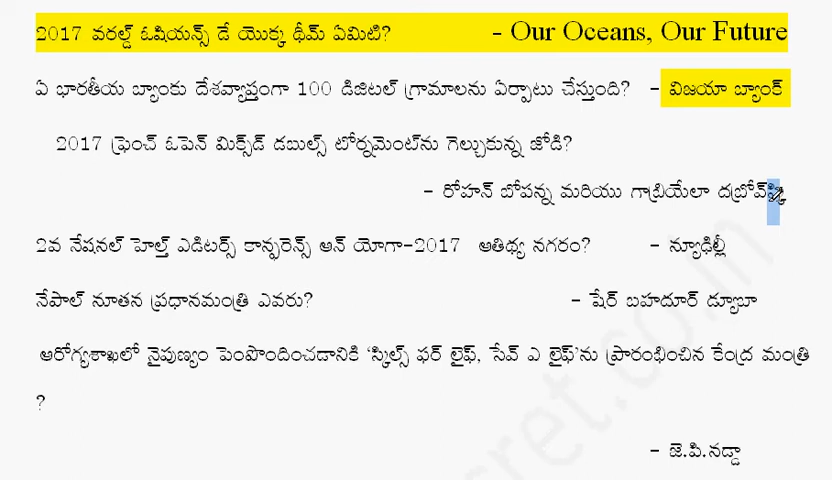 2017 వరల్డ్ ఓషియన్స్ డే యొక్క థీమ్ ఏమిటి? - Our Oceans, Our Future
ఏ భారతీయ బ్యాంకు దేశవ్యాప్తంగా 100 డిజిటల్ గ్రామాలను ఏర్పాటు చేస్తుంది? - విజయా బ్యాంక్
2017 ఫ్రెంచ్ ఓపెన్ మిక్స్‌డ్ డబుల్స్ టోర్నమెంట్‌ను గెల్చుకున్న జోడి?
- రోహన్ బోపన్న మరియు గాబ్రియేలా దబ్రోవ్‌స్కి
2వ నేషనల్ హెల్త్ ఎడిటర్స్ కాన్ఫరెన్స్ ఆన్ యోగా-2017 ఆతిథ్య నగరం? - న్యూఢిల్లీ
నేపాల్ నూతన ప్రధానమంత్రి ఎవరు? - షేర్ బహదూర్ డ్యూబా
ఆరోగ్యశాఖలో నైపుణ్యం పెంపొందించడానికి 'స్కిల్స్ ఫర్ లైఫ్, సేవ్ ఎ లైఫ్'ను ప్రారంభించిన కేంద్ర మంత్రి
?
- జె.పి.నడ్డా